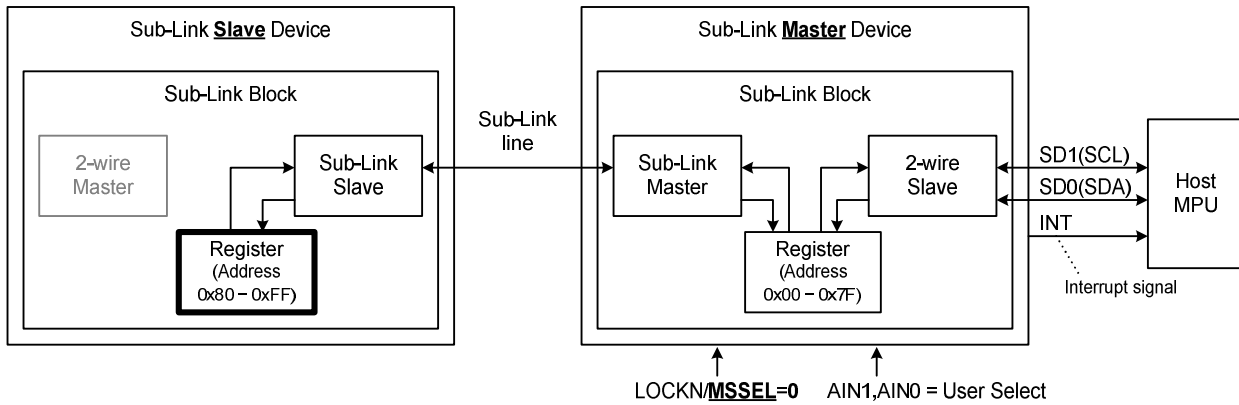 Sub-Link Slave Device
Sub-Link Block
2-wire
Master
Sub-Link
Slave
Register
(Address
0x80 – 0xFF)
Sub-Link
line
Sub-Link Master Device
Sub-Link Block
Sub-Link
Master
2-wire
Slave
Register
(Address
0x00 – 0x7F)
SD1(SCL)
SD0(SDA)
INT
Interrupt signal
Host
MPU
LOCKN/MSSEL=0
AIN1,AIN0 = User Select